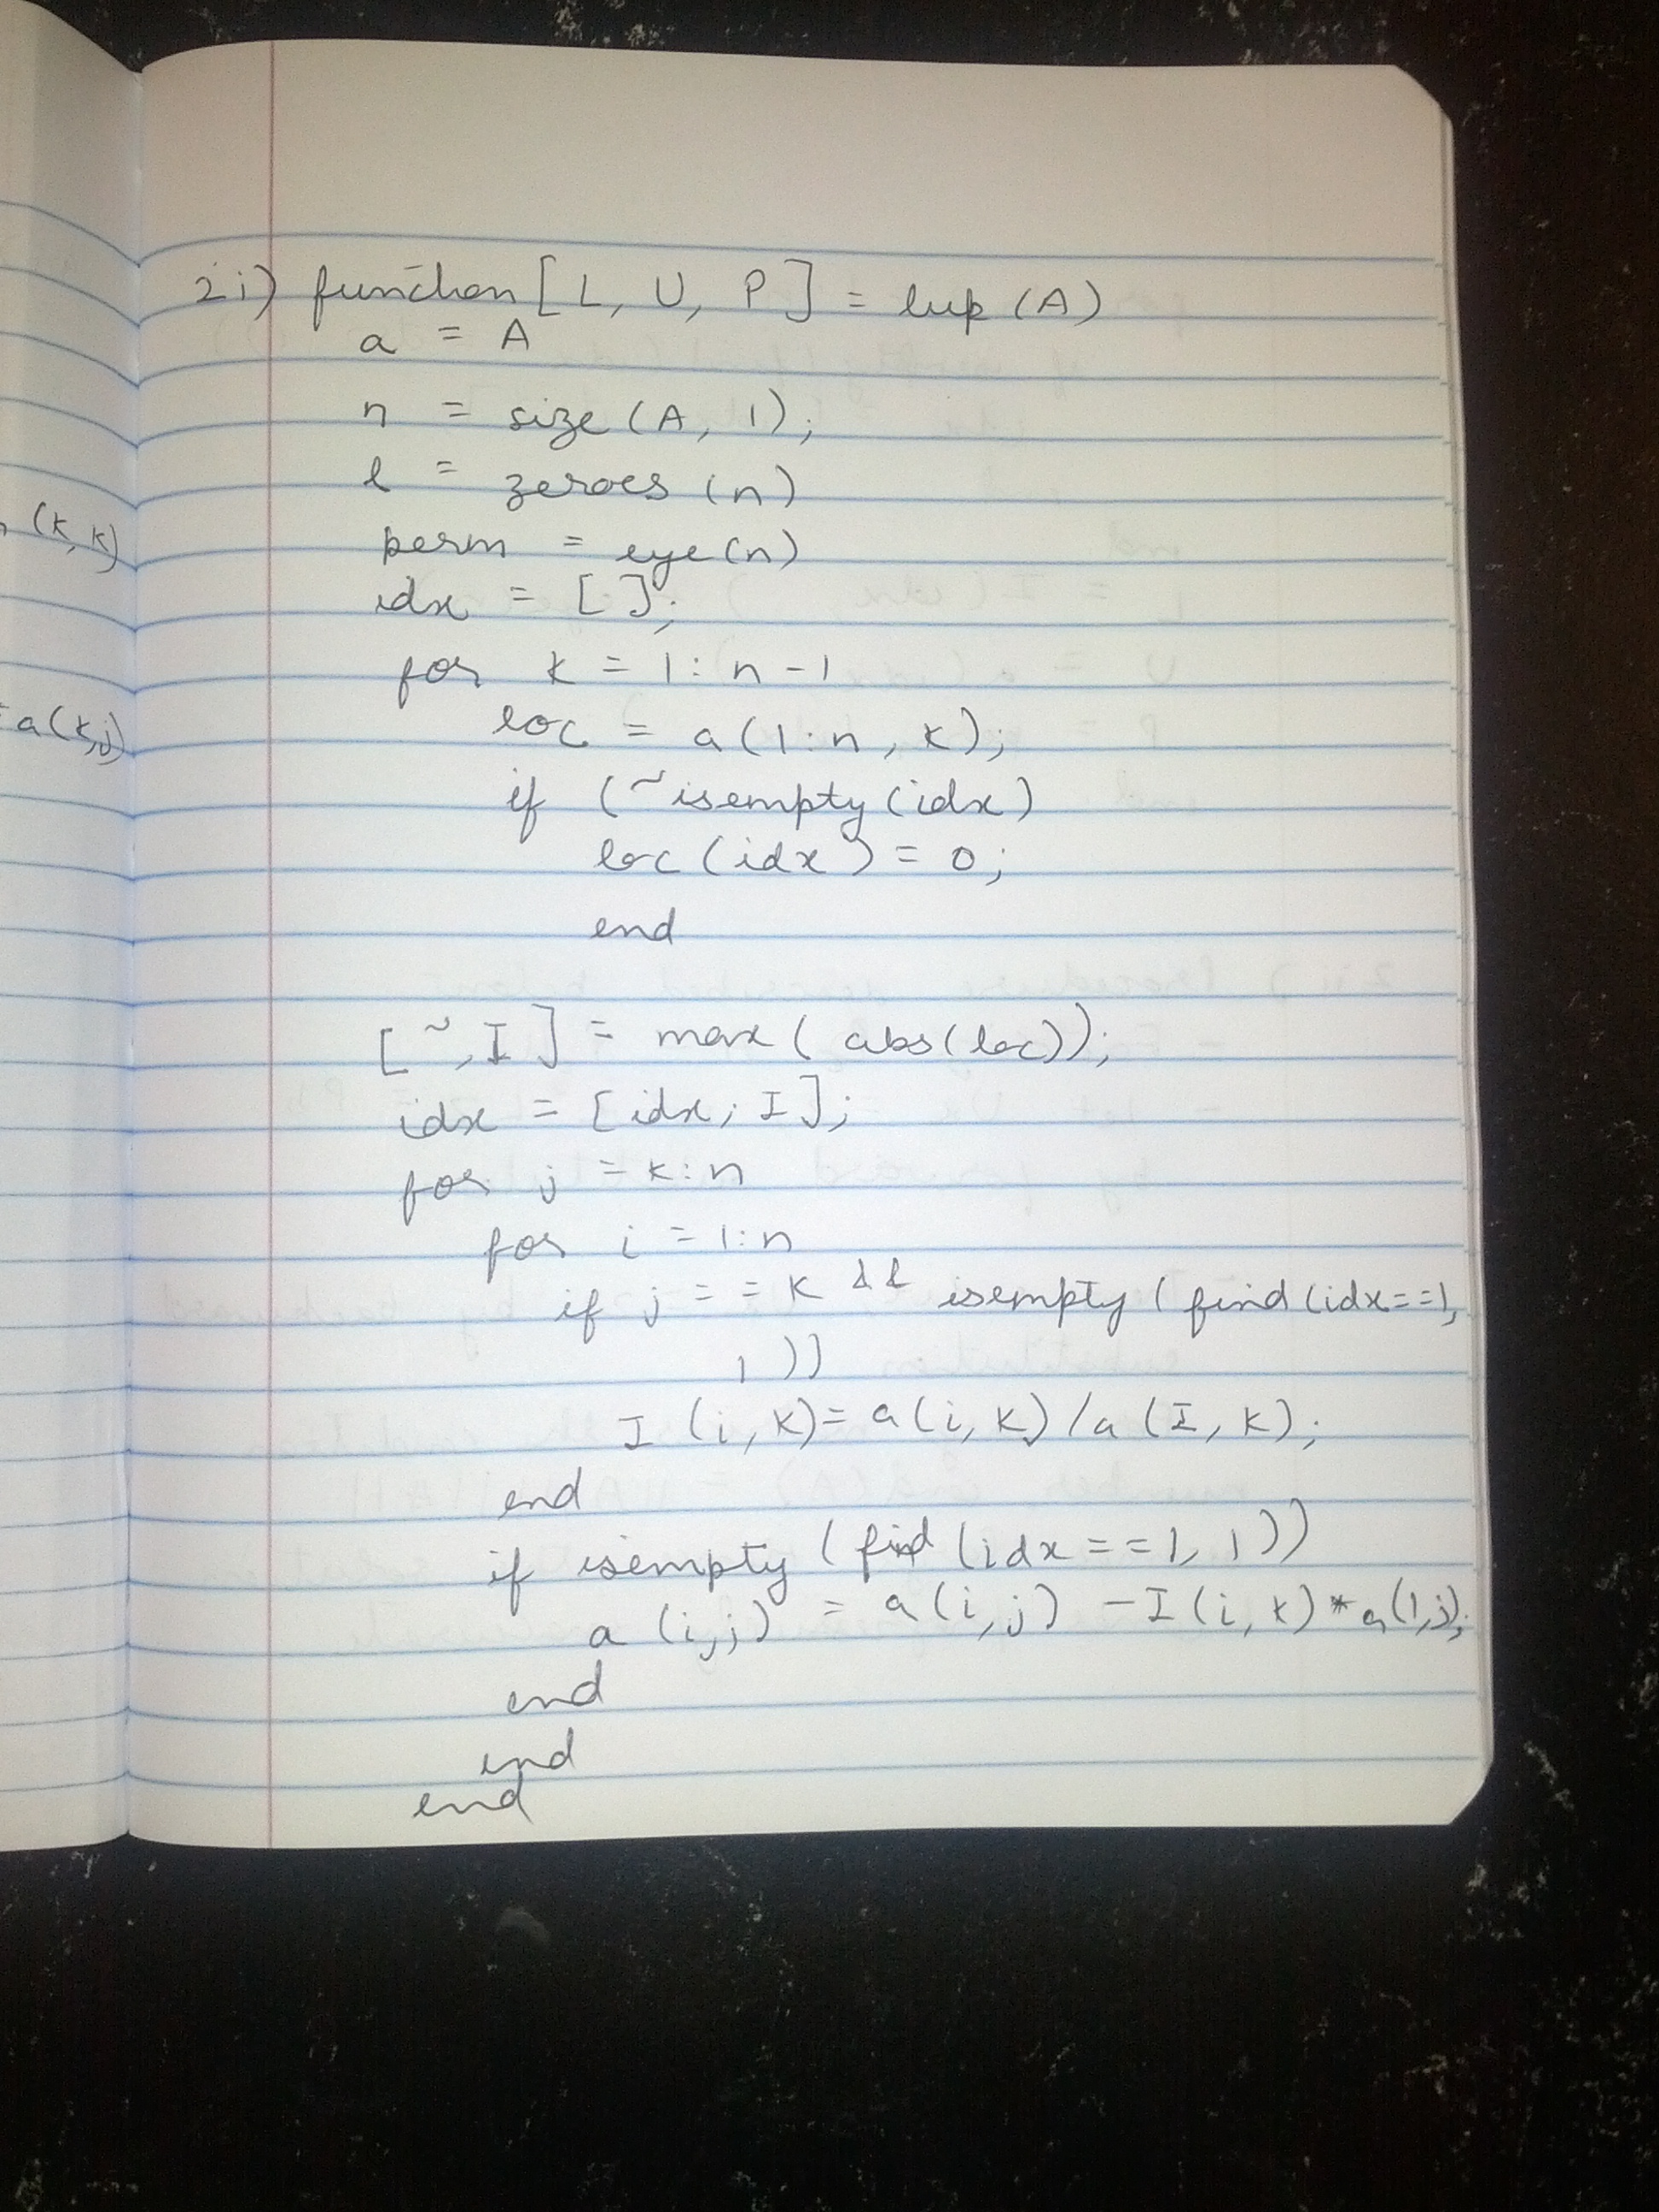 2i) function [L, U, P] = lup (A)
a = A
n = size (A, 1);
l = zeroes (n)
perm = eye (n)
idx = [ ];
(k, k)
for k = 1 : n - 1
loc = a (1 : n, k);
= a(k,j)
if (~isempty (idx)
loc (idx) = 0;
end
[ ~, I ] = max ( abs (loc));
idx = [idx; I];
for j = k : n
for i = 1 : n
if j == k && isempty ( find (idx==1,
1 ))
I (i, k) = a (i, k) / a (I, k);
end
if isempty (find (idx == 1, 1 ))
a (i,j) = a (i,j) - I (i, k) * a (1,j);
end
end
end